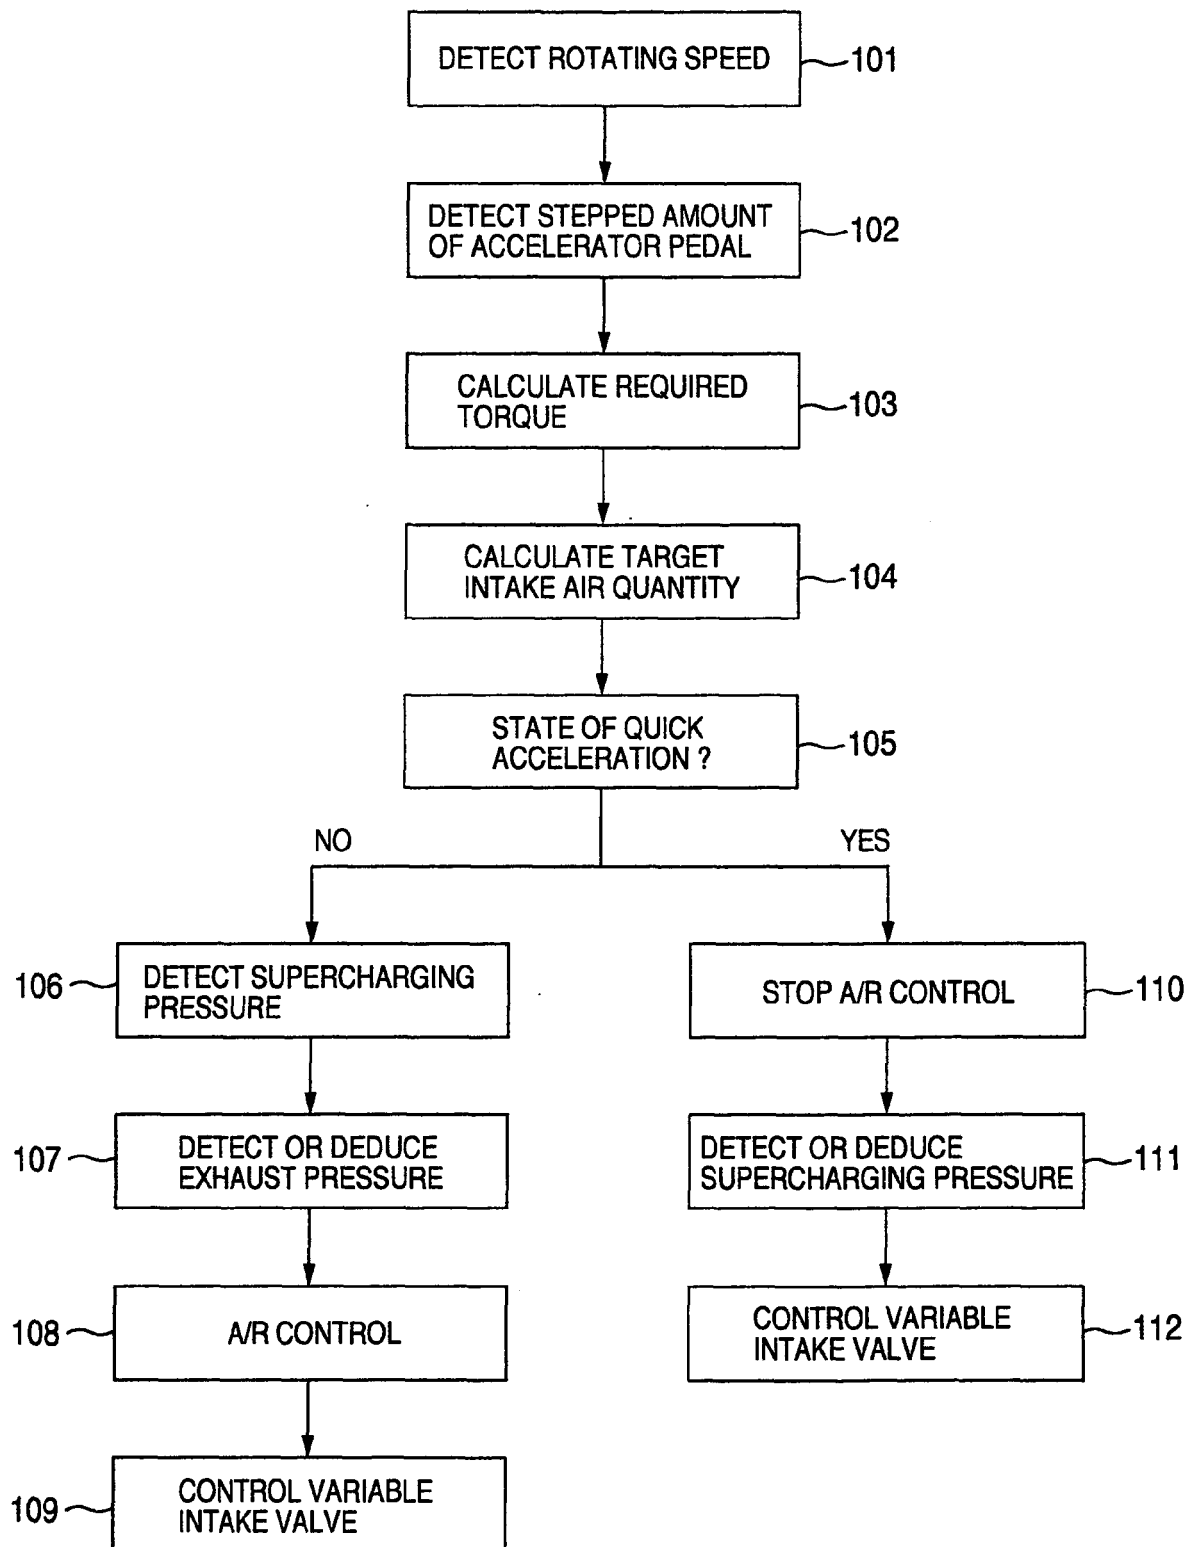 DETECT ROTATING SPEED
101
DETECT STEPPED AMOUNT
OF ACCELERATOR PEDAL
102
CALCULATE REQUIRED
TORQUE
103
CALCULATE TARGET
INTAKE AIR QUANTITY
104
STATE OF QUICK
ACCELERATION ?
105
NO
YES
106
DETECT SUPERCHARGING
PRESSURE
STOP A/R CONTROL
110
107
DETECT OR DEDUCE
EXHAUST PRESSURE
DETECT OR DEDUCE
SUPERCHARGING PRESSURE
111
108
A/R CONTROL
CONTROL VARIABLE
INTAKE VALVE
112
109
CONTROL VARIABLE
INTAKE VALVE